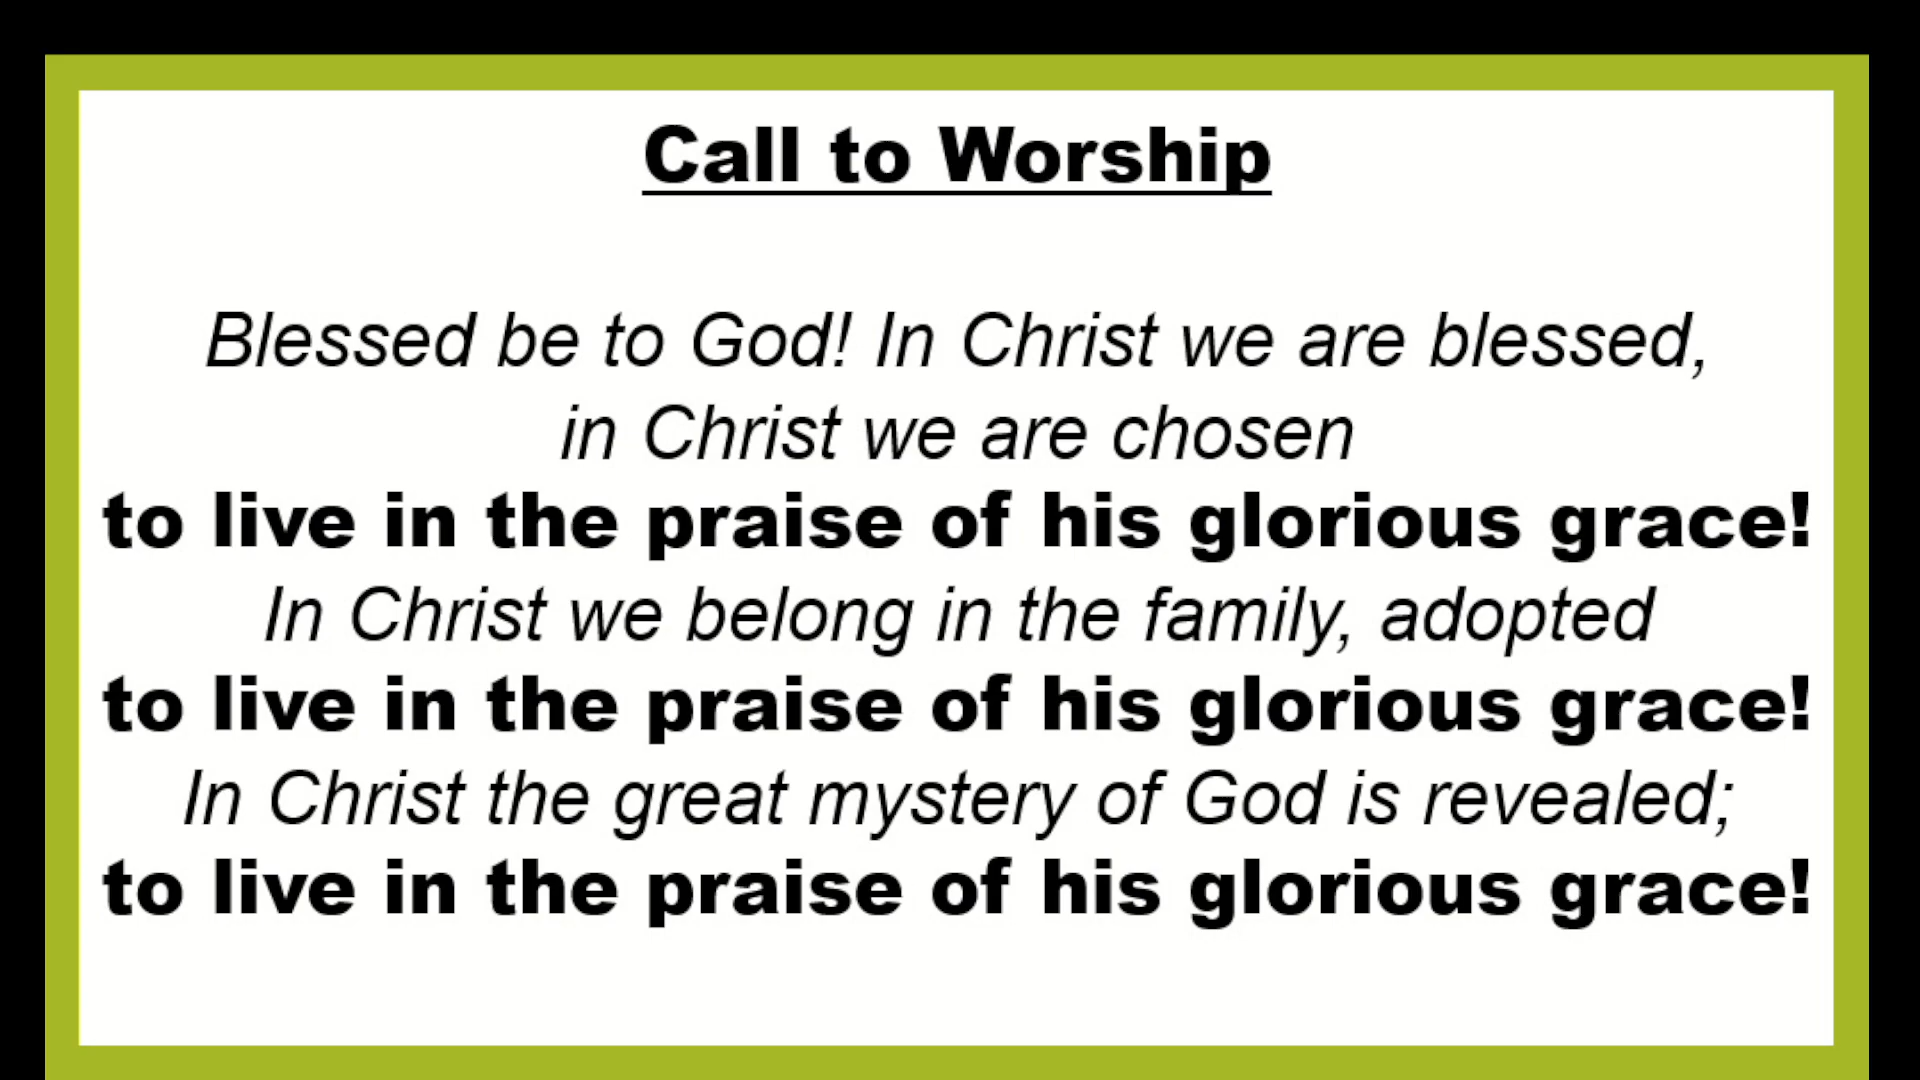 Call to Worship
Blessed be to God! In Christ we are blessed,
in Christ we are chosen
to live in the praise of his glorious grace!
In Christ we belong in the family, adopted
to live in the praise of his glorious grace!
In Christ the great mystery of God is revealed;
to live in the praise of his glorious grace!